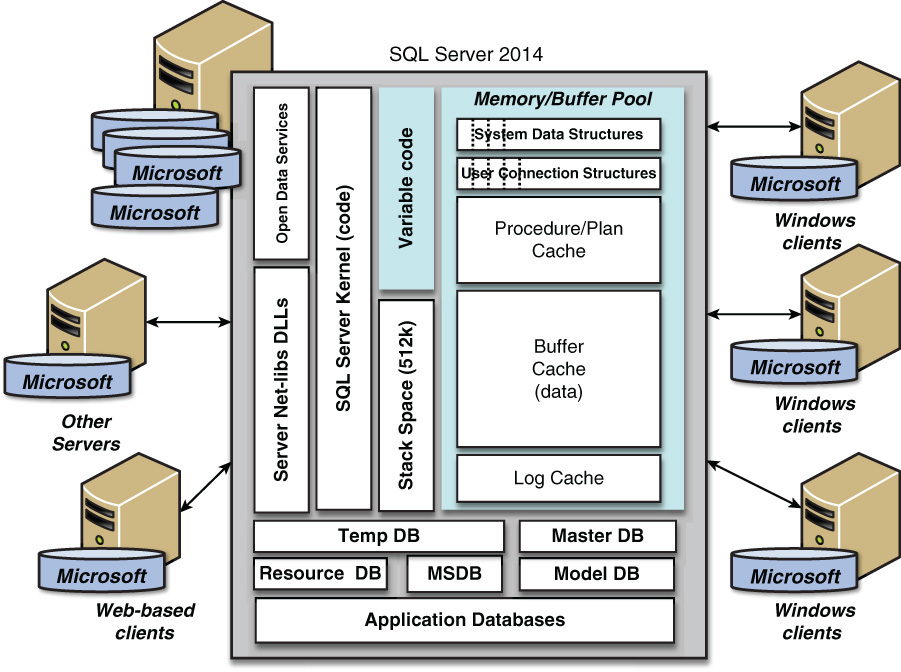 SQL Server 2014
Microsoft
Microsoft
Open Data Services
Server Net-libs DLLs
SQL Server Kernel (code)
Variable code
Stack Space (512k)
Memory/Buffer Pool
System Data Structures
User Connection Structures
Procedure/Plan
Cache
Buffer
Cache
(data)
Log Cache
Temp DB
Master DB
Resource DB
MSDB
Model DB
Application Databases
Microsoft
Other
Servers
Microsoft
Web-based
clients
Microsoft
Windows
clients
Microsoft
Windows
clients
Microsoft
Windows
clients